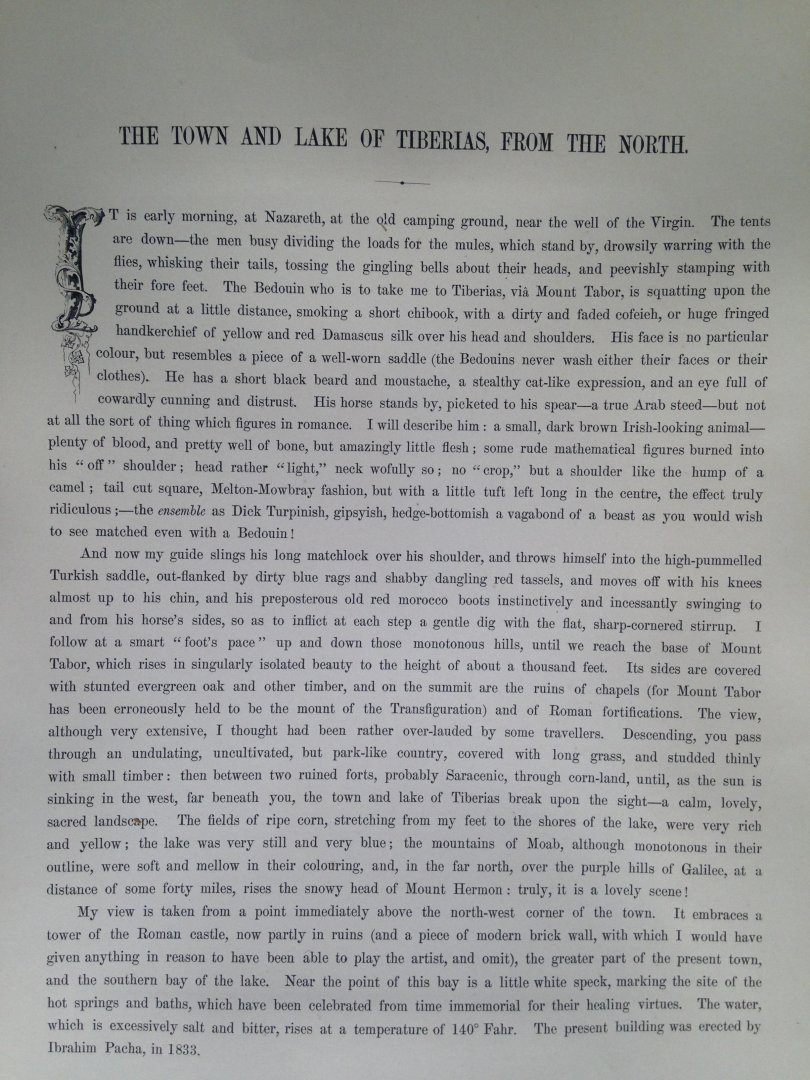 THE TOWN AND LAKE OF TIBERIAS, FROM THE NORTH.
IT is early morning, at Nazareth, at the old camping ground, near the well of the Virgin. The tents
are down—the men busy dividing the loads for the mules, which stand by, drowsily warring with the
flies, whisking their tails, tossing the gingling bells about their heads, and peevishly stamping with
their fore feet. The Bedouin who is to take me to Tiberias, viâ Mount Tabor, is squatting upon the
ground at a little distance, smoking a short chibook, with a dirty and faded cofeieh, or huge fringed
handkerchief of yellow and red Damascus silk over his head and shoulders. His face is no particular
colour, but resembles a piece of a well-worn saddle (the Bedouins never wash either their faces or their
clothes). He has a short black beard and moustache, a stealthy cat-like expression, and an eye full of
cowardly cunning and distrust. His horse stands by, picketed to his spear—a true Arab steed—but not
at all the sort of thing which figures in romance. I will describe him: a small, dark brown Irish-looking animal—
plenty of blood, and pretty well of bone, but amazingly little flesh; some rude mathematical figures burned into
his “off” shoulder; head rather “light,” neck wofully so; no “crop,” but a shoulder like the hump of a
camel; tail cut square, Melton-Mowbray fashion, but with a little tuft left long in the centre, the effect truly
ridiculous;—the ensemble as Dick Turpinish, gipsyish, hedge-bottomish a vagabond of a beast as you would wish
to see matched even with a Bedouin!
And now my guide slings his long matchlock over his shoulder, and throws himself into the high-pummelled
Turkish saddle, out-flanked by dirty blue rags and shabby dangling red tassels, and moves off with his knees
almost up to his chin, and his preposterous old red morocco boots instinctively and incessantly swinging to
and from his horse's sides, so as to inflict at each step a gentle dig with the flat, sharp-cornered stirrup. I
follow at a smart “foot's pace” up and down those monotonous hills, until we reach the base of Mount
Tabor, which rises in singularly isolated beauty to the height of about a thousand feet. Its sides are covered
with stunted evergreen oak and other timber, and on the summit are the ruins of chapels (for Mount Tabor
has been erroneously held to be the mount of the Transfiguration) and of Roman fortifications. The view,
although very extensive, I thought had been rather over-lauded by some travellers. Descending, you pass
through an undulating, uncultivated, but park-like country, covered with long grass, and studded thinly
with small timber: then between two ruined forts, probably Saracenic, through corn-land, until, as the sun is
sinking in the west, far beneath you, the town and lake of Tiberias break upon the sight—a calm, lovely,
sacred landscape. The fields of ripe corn, stretching from my feet to the shores of the lake, were very rich
and yellow; the lake was very still and very blue; the mountains of Moab, although monotonous in their
outline, were soft and mellow in their colouring, and, in the far north, over the purple hills of Galilee, at a
distance of some forty miles, rises the snowy head of Mount Hermon: truly, it is a lovely scene!
My view is taken from a point immediately above the north-west corner of the town. It embraces a
tower of the Roman castle, now partly in ruins (and a piece of modern brick wall, with which I would have
given anything in reason to have been able to play the artist, and omit), the greater part of the present town,
and the southern bay of the lake. Near the point of this bay is a little white speck, marking the site of the
hot springs and baths, which have been celebrated from time immemorial for their healing virtues. The water,
which is excessively salt and bitter, rises at a temperature of 140° Fahr. The present building was erected by
Ibrahim Pacha, in 1833.